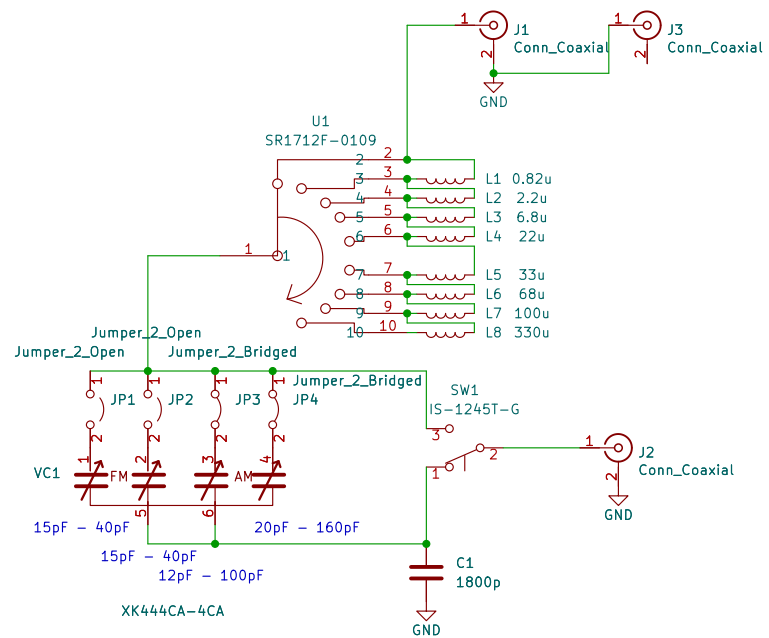 1
J1
Conn_Coaxial
2
GND
1
J3
Conn_Coaxial
2
U1
SR1712F-0109
2 2
3 3 L1 0.82u
4 4 L2 2.2u
5 5 L3 6.8u
6 6 L4 22u
1 1
7 7 L5 33u
8 8 L6 68u
9 9 L7 100u
10 10 L8 330u
Jumper_2_Open
Jumper_2_Open Jumper_2_Bridged
Jumper_2_Bridged
1 1 1 1
JP1 JP2 JP3 JP4
2 2 2 2
SW1
IS-1245T-G
3
2
1
1
J2
Conn_Coaxial
2
GND
1 2 3 4
VC1 FM AM
5 6
15pF - 40pF 20pF - 160pF
15pF - 40pF
12pF - 100pF
C1
1800p
XK444CA-4CA
GND